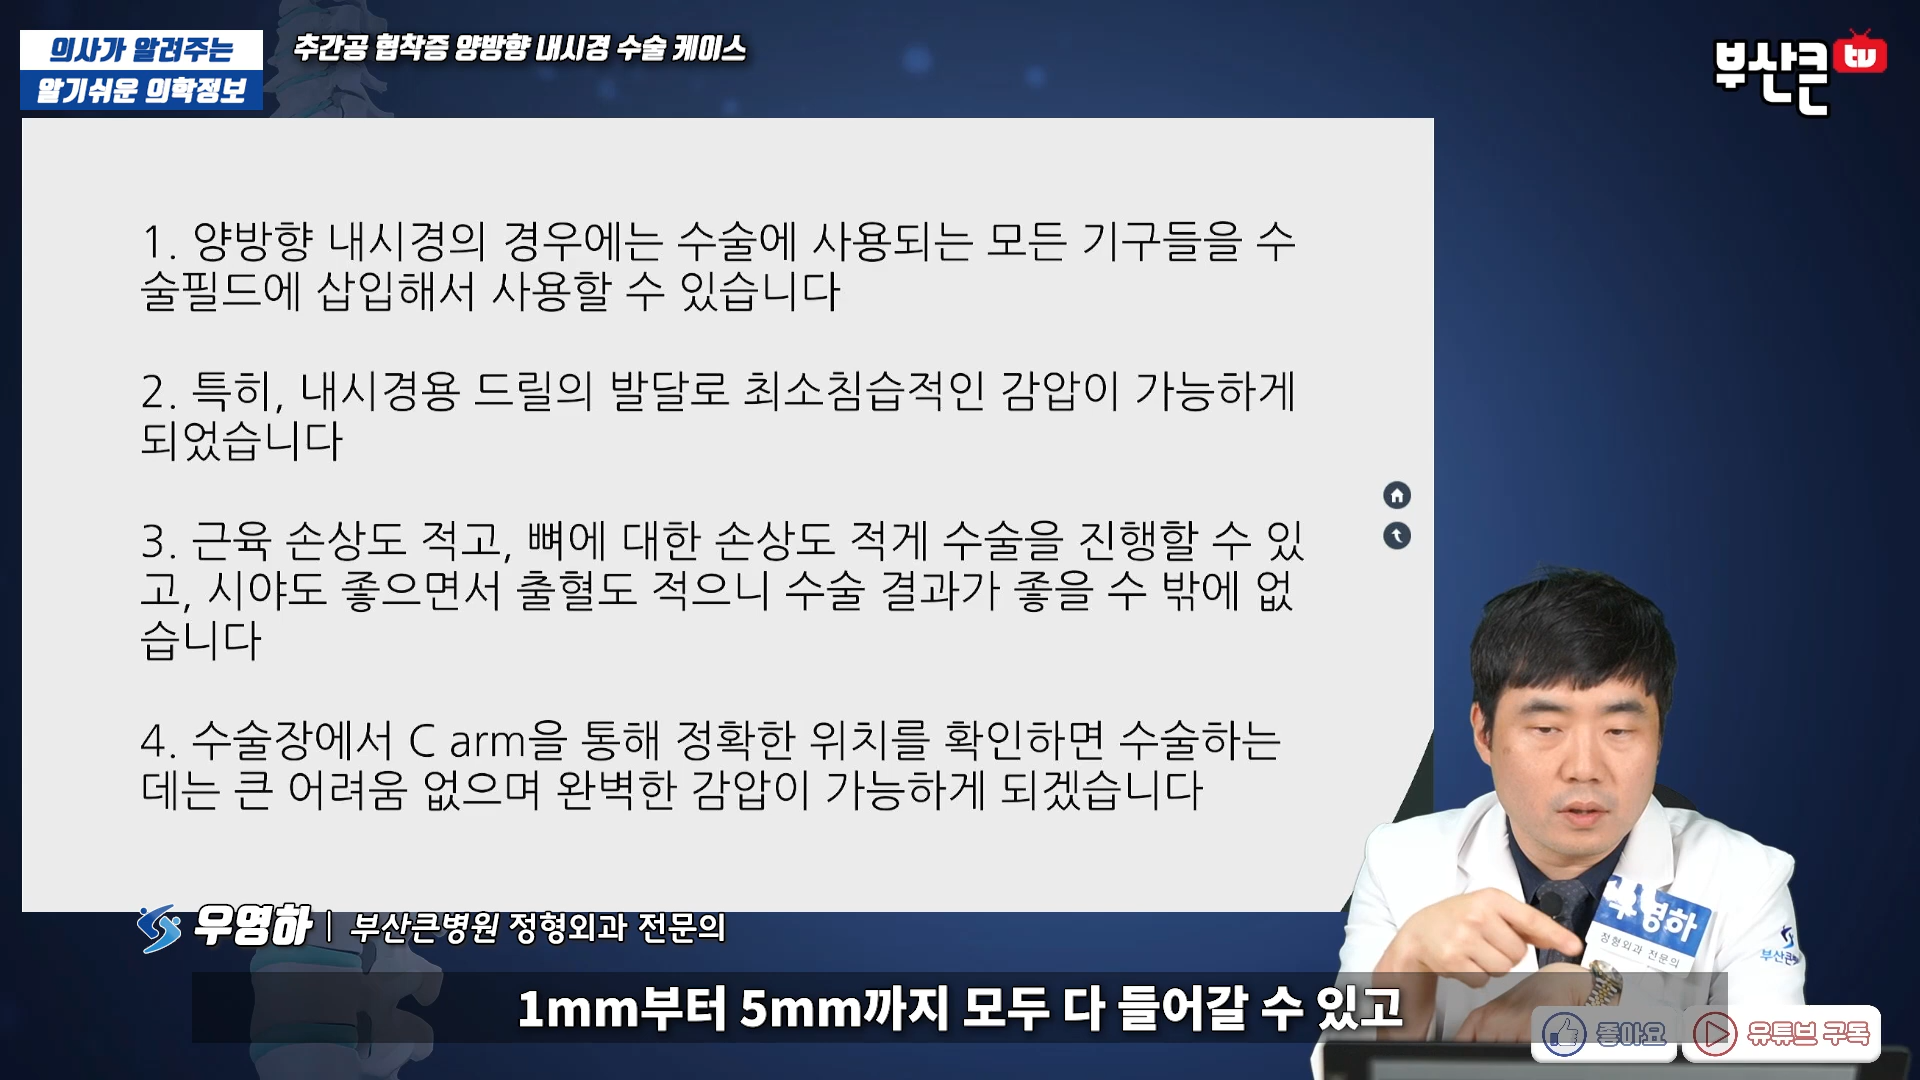 의사가 알려주는
알기쉬운 의학정보
추간공 협착증 양방향 내시경 수술 케이스
부산큰 tv
1. 양방향 내시경의 경우에는 수술에 사용되는 모든 기구들을 수
술필드에 삽입해서 사용할 수 있습니다
2. 특히, 내시경용 드릴의 발달로 최소침습적인 감압이 가능하게
되었습니다
3. 근육 손상도 적고, 뼈에 대한 손상도 적게 수술을 진행할 수 있
고, 시야도 좋으면서 출혈도 적으니 수술 결과가 좋을 수 밖에 없
습니다
4. 수술장에서 C arm을 통해 정확한 위치를 확인하면 수술하는
데는 큰 어려움 없으며 완벽한 감압이 가능하게 되겠습니다
우영하 | 부산큰병원 정형외과 전문의
우영하
정형외과 전문의
부산큰
1mm부터 5mm까지 모두 다 들어갈 수 있고
좋아요
유튜브 구독